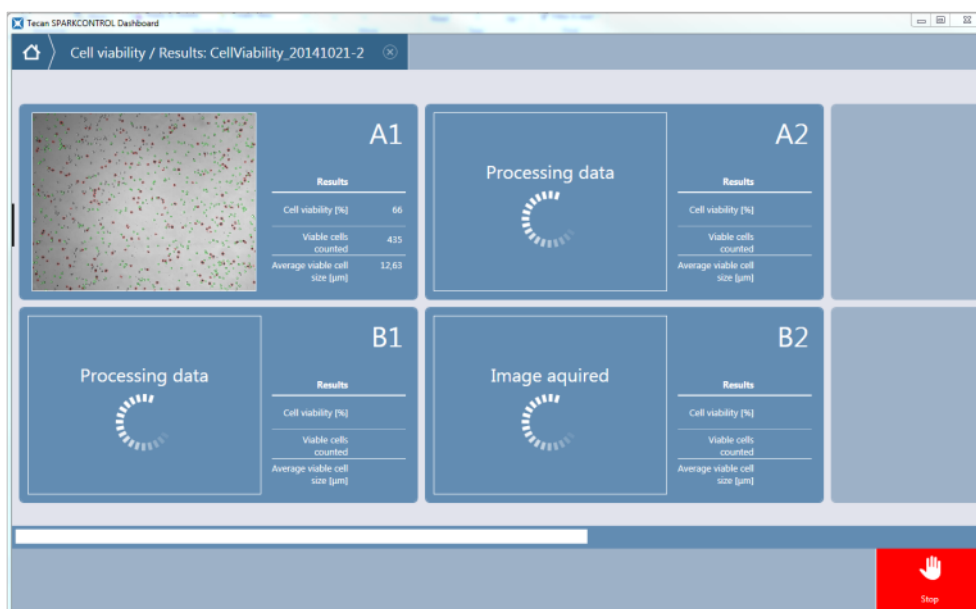 Tecan SPARKCONTROL Dashboard
Cell viability / Results: CellViability_20141021-2
A1
Results
Cell viability [%] 66
Viable cells
counted 435
Average viable cell
size [µm] 12,63
Processing data
A2
Results
Cell viability [%]
Viable cells
counted
Average viable cell
size [µm]
Processing data
B1
Results
Cell viability [%]
Viable cells
counted
Average viable cell
size [µm]
Image aquired
B2
Results
Cell viability [%]
Viable cells
counted
Average viable cell
size [µm]
Stop